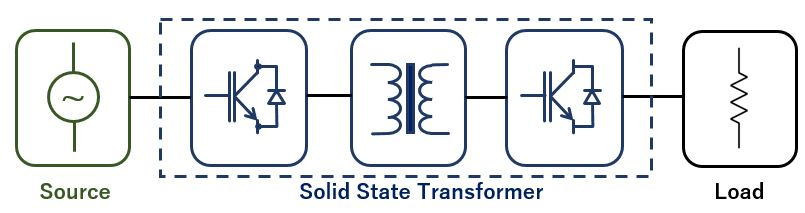 Source
Solid State Transformer
Load